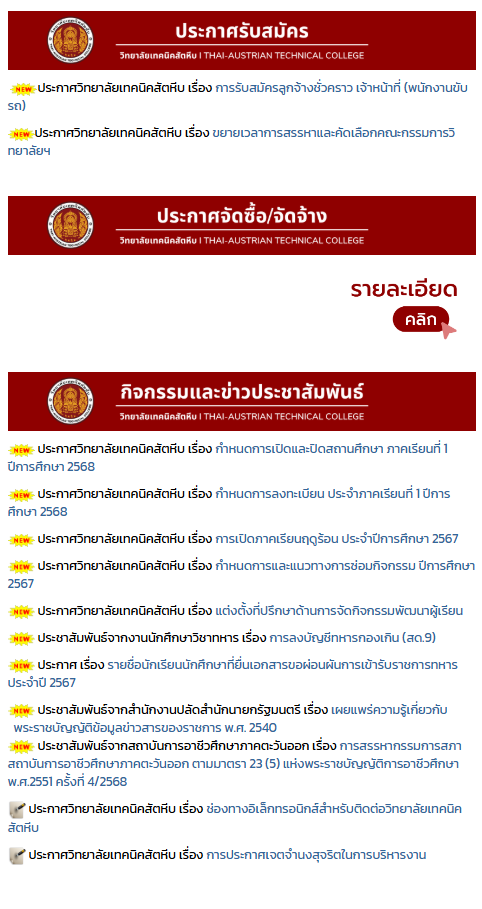 ประกาศรับสมัคร
วิทยาลัยเทคนิคสัตหีบ I THAI-AUSTRIAN TECHNICAL COLLEGE
NEW ประกาศวิทยาลัยเทคนิคสัตหีบ เรื่อง การรับสมัครลูกจ้างชั่วคราว เจ้าหน้าที่ (พนักงานขับ
รถ)
NEW ประกาศวิทยาลัยเทคนิคสัตหีบ เรื่อง ขยายเวลาการสรรหาและคัดเลือกคณะกรรมการวิ
ทยาลัยฯ
ประกาศจัดซื้อ/จัดจ้าง
วิทยาลัยเทคนิคสัตหีบ I THAI-AUSTRIAN TECHNICAL COLLEGE
รายละเอียด
คลิก
กิจกรรมและข่าวประชาสัมพันธ์
วิทยาลัยเทคนิคสัตหีบ I THAI-AUSTRIAN TECHNICAL COLLEGE
NEW ประกาศวิทยาลัยเทคนิคสัตหีบ เรื่อง กำหนดการเปิดและปิดสถานศึกษา ภาคเรียนที่ 1
ปีการศึกษา 2568
NEW ประกาศวิทยาลัยเทคนิคสัตหีบ เรื่อง กำหนดการลงทะเบียน ประจำภาคเรียนที่ 1 ปีการ
ศึกษา 2568
NEW ประกาศวิทยาลัยเทคนิคสัตหีบ เรื่อง การเปิดภาคเรียนฤดูร้อน ประจำปีการศึกษา 2567
NEW ประกาศวิทยาลัยเทคนิคสัตหีบ เรื่อง กำหนดการและแนวทางการซ่อมกิจกรรม ปีการศึกษา
2567
NEW ประกาศวิทยาลัยเทคนิคสัตหีบ เรื่อง แต่งตั้งที่ปรึกษาด้านการจัดกิจกรรมพัฒนาผู้เรียน
NEW ประชาสัมพันธ์จากงานนักศึกษาวิชาทหาร เรื่อง การลงบัญชีทหารกองเกิน (สด.9)
NEW ประกาศ เรื่อง รายชื่อนักเรียนนักศึกษาที่ยื่นเอกสารขอผ่อนผันการเข้ารับราชการทหาร
ประจำปี 2567
NEW ประชาสัมพันธ์จากสำนักงานปลัดสำนักนายกรัฐมนตรี เรื่อง เผยแพร่ความรู้เกี่ยวกับ
พระราชบัญญัติข้อมูลข่าวสารของราชการ พ.ศ. 2540
NEW ประชาสัมพันธ์จากสถาบันการอาชีวศึกษาภาคตะวันออก เรื่อง การสรรหากรรมการสภา
สถาบันการอาชีวศึกษาภาคตะวันออก ตามมาตรา 23 (5) แห่งพระราชบัญญัติการอาชีวศึกษา
พ.ศ.2551 ครั้งที่ 4/2568
ประกาศวิทยาลัยเทคนิคสัตหีบ เรื่อง ช่องทางอิเล็กทรอนิกส์สำหรับติดต่อวิทยาลัยเทคนิค
สัตหีบ
ประกาศวิทยาลัยเทคนิคสัตหีบ เรื่อง การประกาศเจตจำนงสุจริตในการบริหารงาน